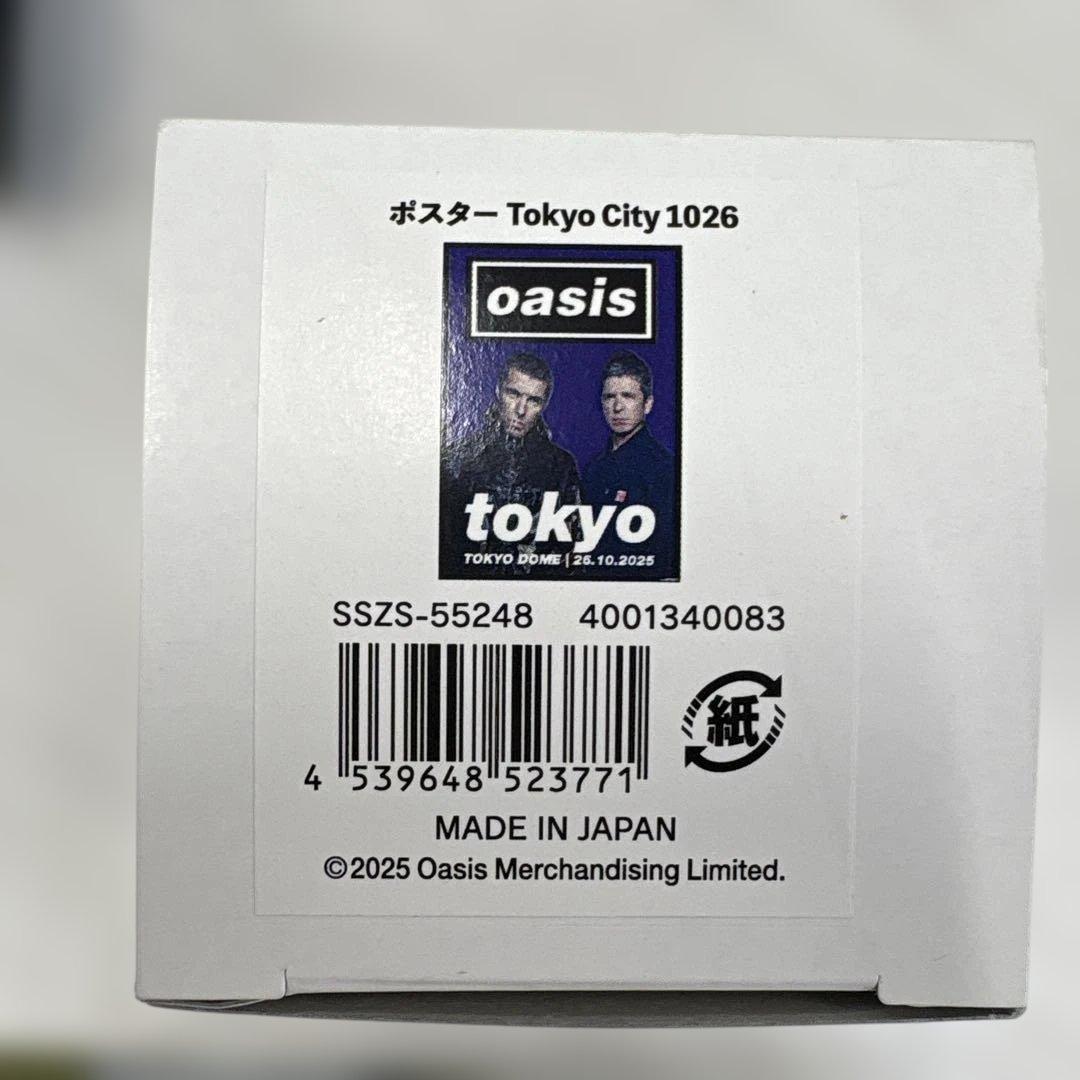 ポスター Tokyo City 1026
oasis
tokyo
TOKYO DOME | 26.10.2025
SSZS-55248 4001340083
紙
4 539648 523771
MADE IN JAPAN
©2025 Oasis Merchandising Limited.